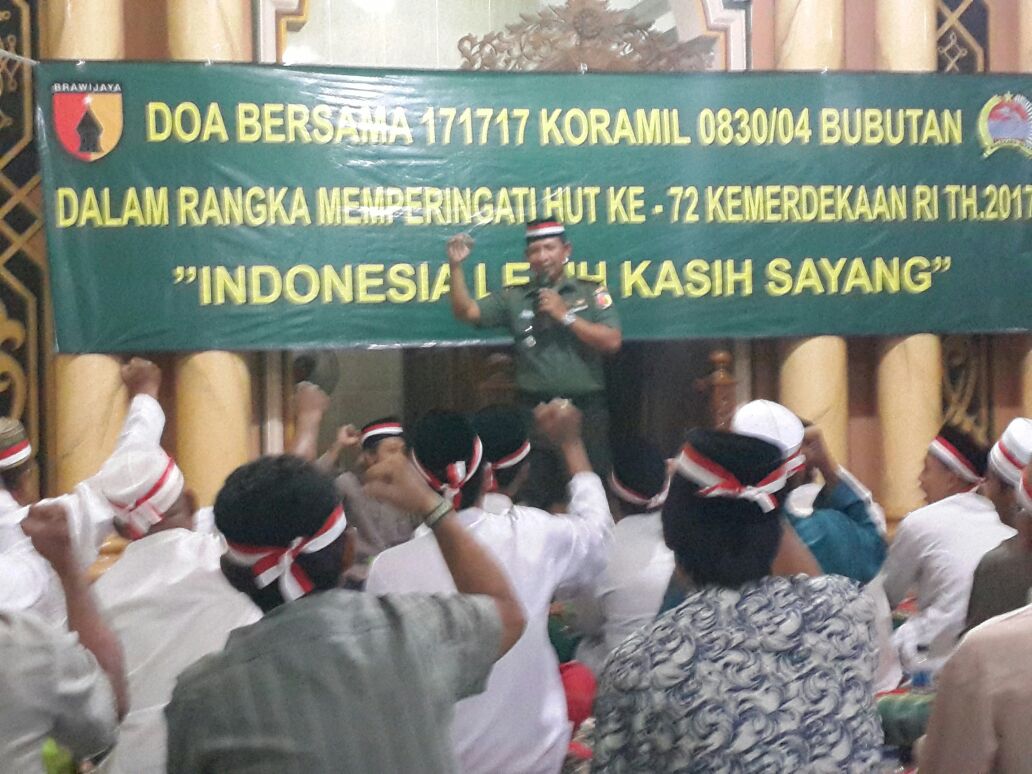 BRAWIJAYA
DOA BERSAMA 171717 KORAMIL 0830/04 BUBUTAN
DALAM RANGKA MEMPERINGATI HUT KE - 72 KEMERDEKAAN RI TH.2017
"INDONESIA KASIH SAYANG"